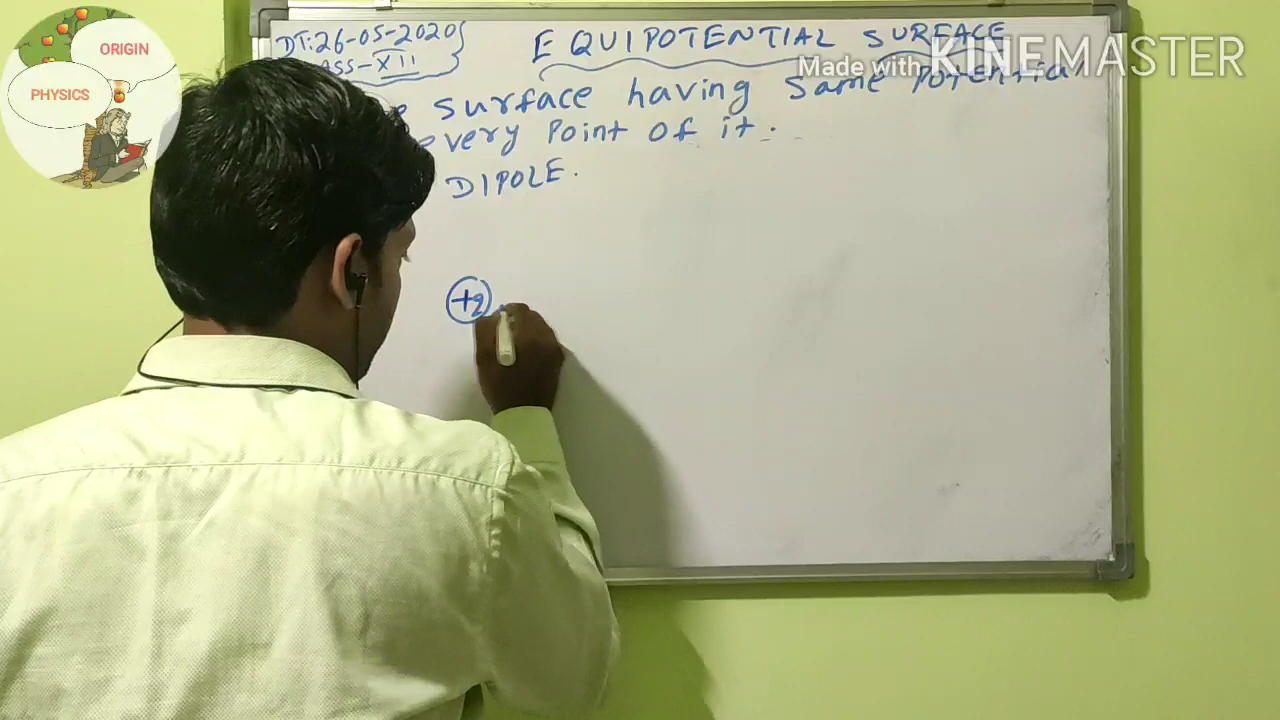 ORIGIN
PHYSICS
DT:26-05-2020
ASS-XII
EQUIPOTENTIAL SURFACE
Made with KINEMASTER
surface having same potential
every point of it.
DIPOLE.
+q